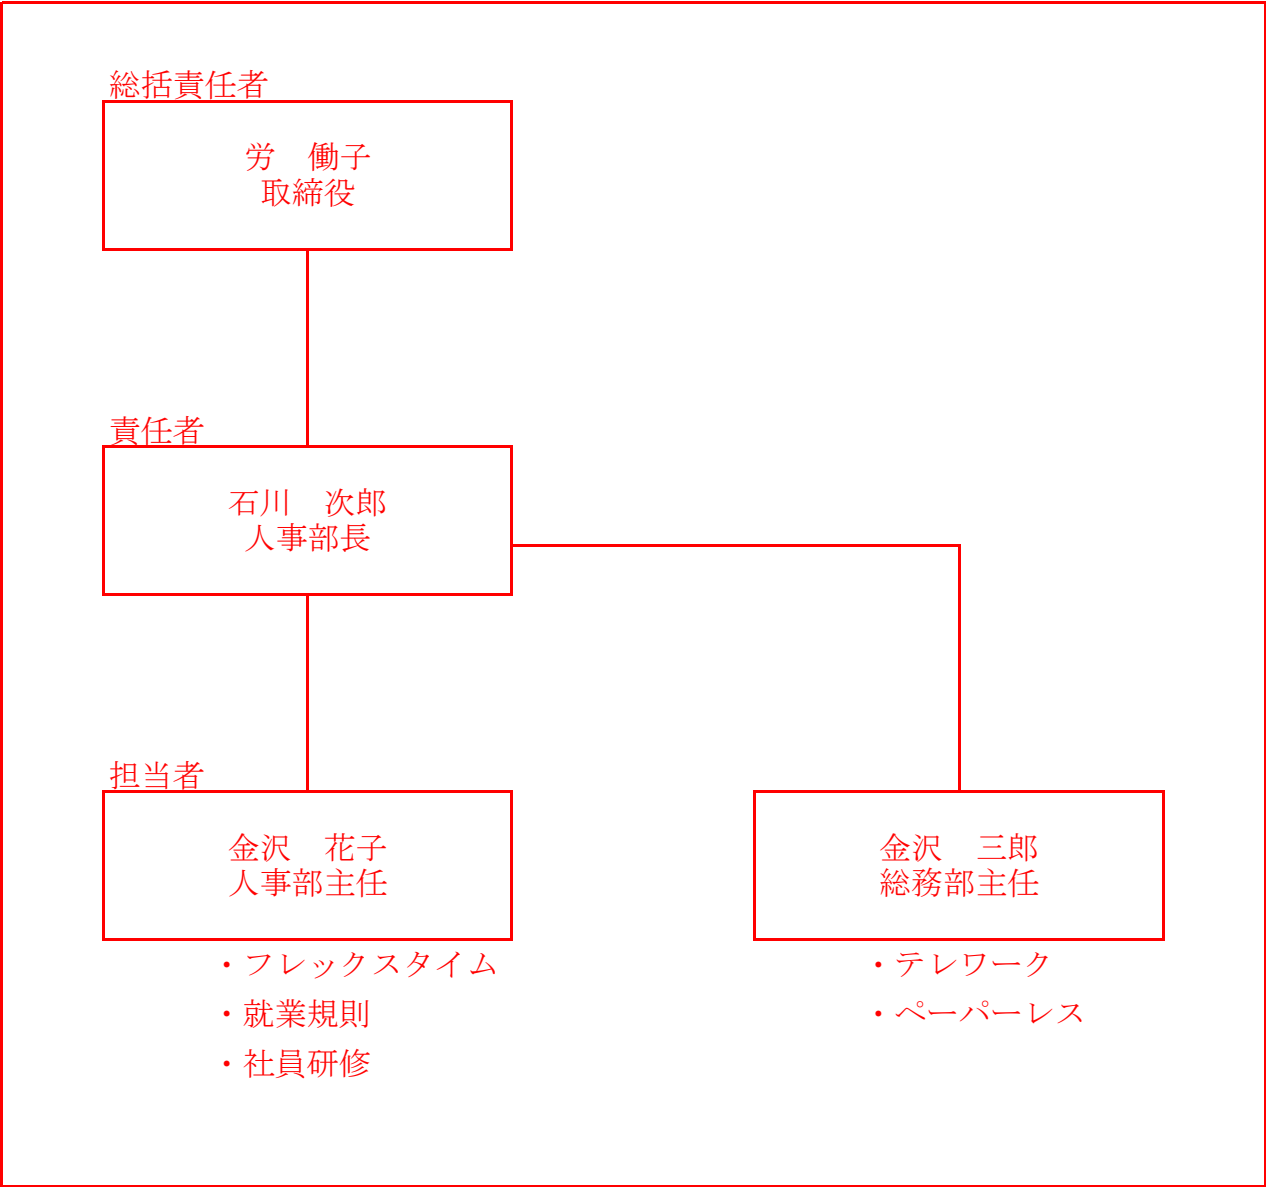 総括責任者
労　働子
取締役
責任者
石川　次郎
人事部長
担当者
金沢　花子
人事部主任
・フレックスタイム
・就業規則
・社員研修
金沢　三郎
総務部主任
・テレワーク
・ペーパーレス